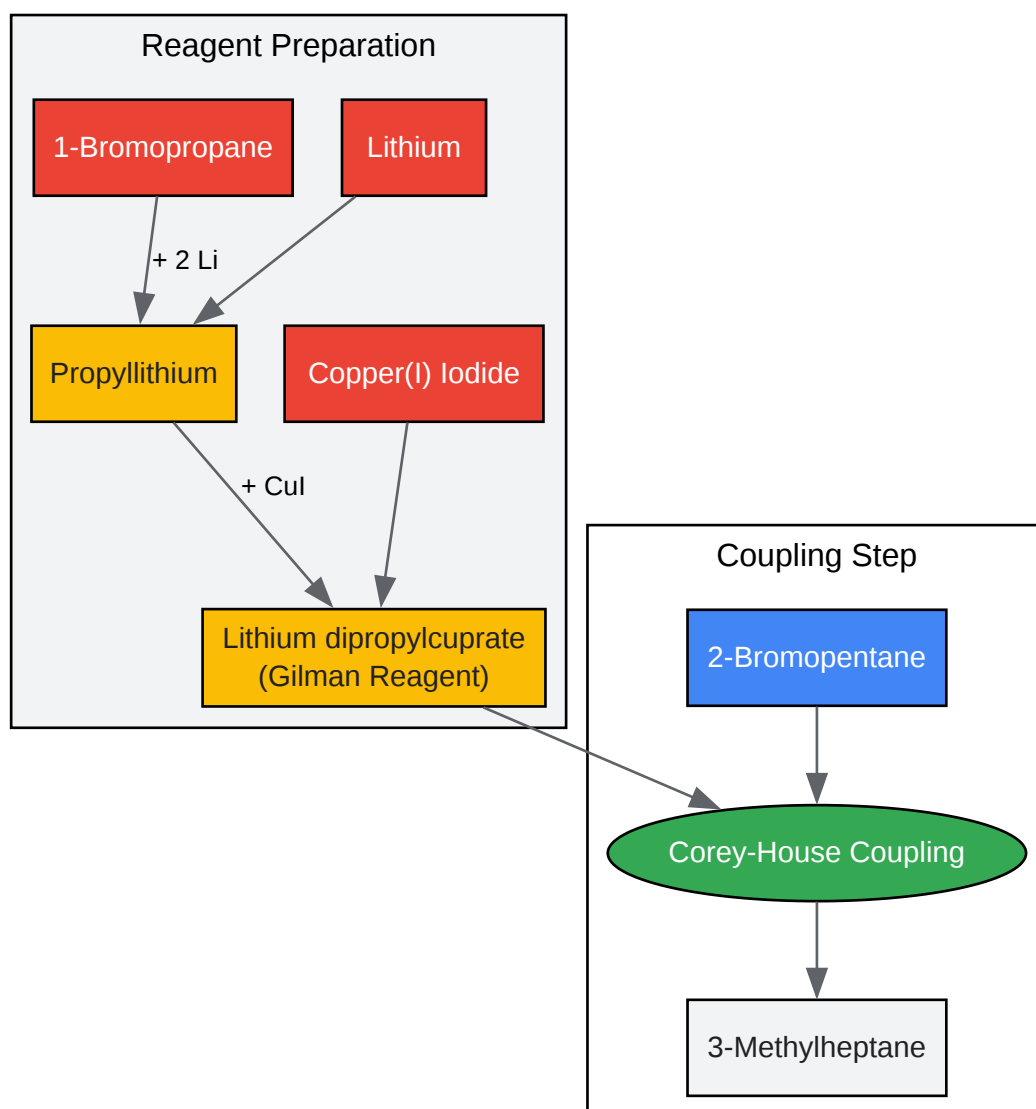 Reagent Preparation
1-Bromopropane
Lithium
+ 2 Li
Propyllithium
Copper(I) Iodide
+ CuI
Lithium dipropylcuprate
(Gilman Reagent)
Coupling Step
2-Bromopentane
Corey-House Coupling
3-Methylheptane